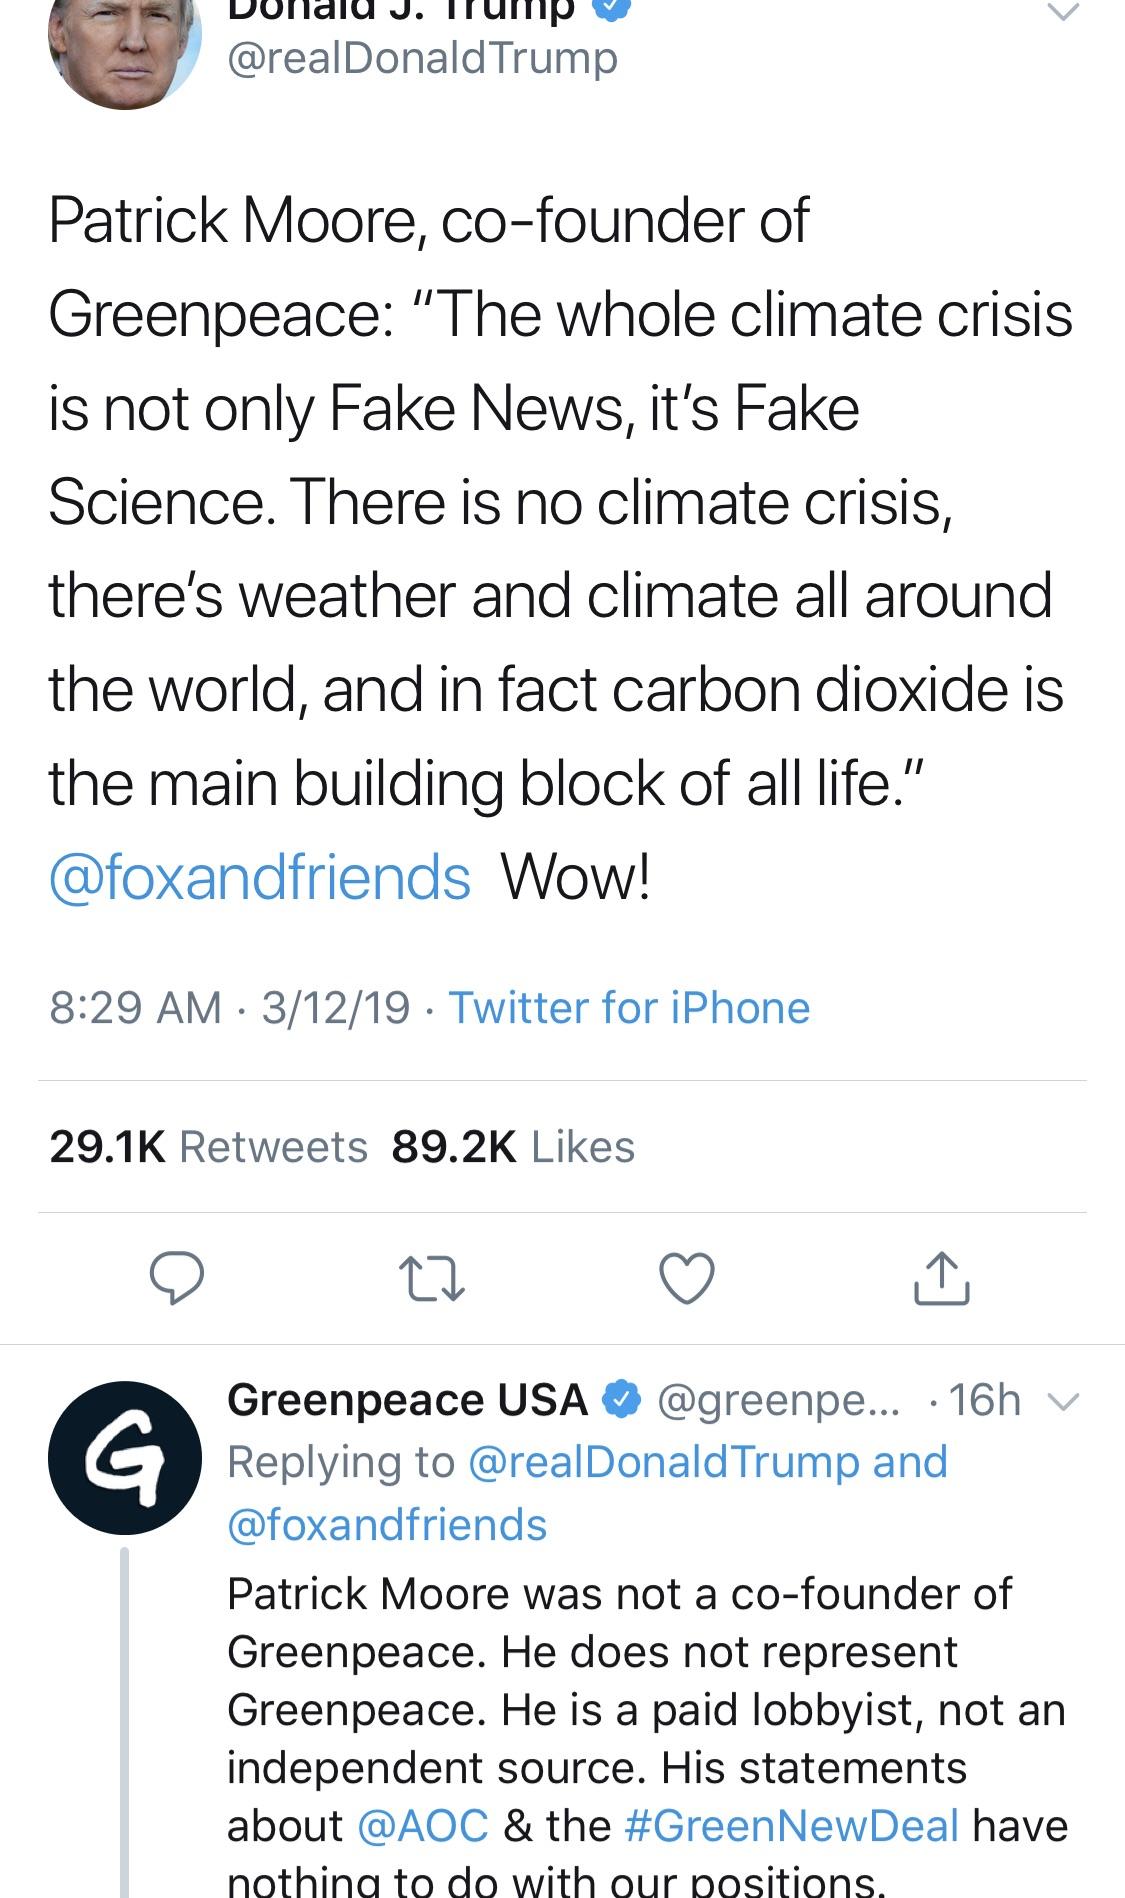 Donald J. Trump
@realDonaldTrump
Patrick Moore, co-founder of
Greenpeace: “The whole climate crisis
is not only Fake News, it’s Fake
Science. There is no climate crisis,
there’s weather and climate all around
the world, and in fact carbon dioxide is
the main building block of all life.”
@foxandfriends Wow!
8:29 AM · 3/12/19 · Twitter for iPhone
29.1K Retweets 89.2K Likes
Greenpeace USA @greenpe... · 16h
Replying to @realDonaldTrump and
@foxandfriends
Patrick Moore was not a co-founder of
Greenpeace. He does not represent
Greenpeace. He is a paid lobbyist, not an
independent source. His statements
about @AOC & the #GreenNewDeal have
nothing to do with our positions.